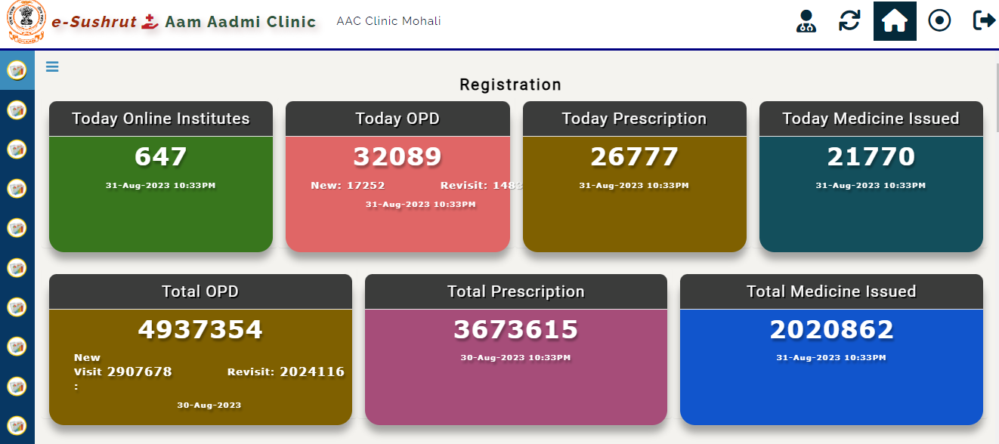 e-Sushrut Aam Aadmi Clinic AAC Clinic Mohali
Registration
Today Online Institutes
647
31-Aug-2023 10:33PM
Today OPD
32089
New: 17252 Revisit: 1483
31-Aug-2023 10:33PM
Today Prescription
26777
31-Aug-2023 10:33PM
Today Medicine Issued
21770
31-Aug-2023 10:33PM
Total OPD
4937354
New
Visit 2907678 Revisit: 2024116
:
30-Aug-2023
Total Prescription
3673615
30-Aug-2023 10:33PM
Total Medicine Issued
2020862
31-Aug-2023 10:33PM